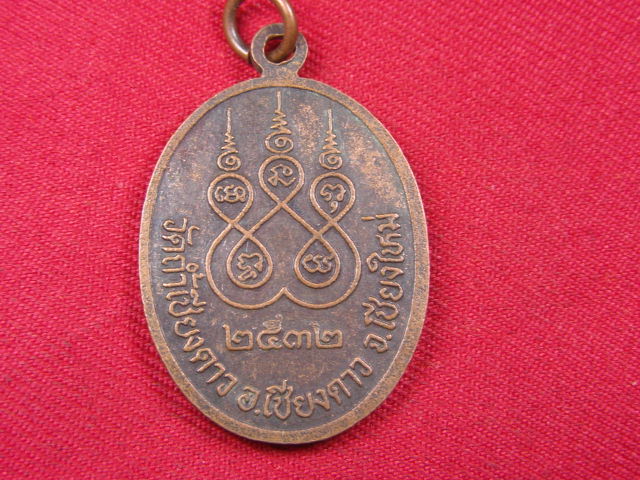 ๒๕๓๒
วัดถ้ำเชียงดาว อ.เชียงดาว จ.เชียงใหม่